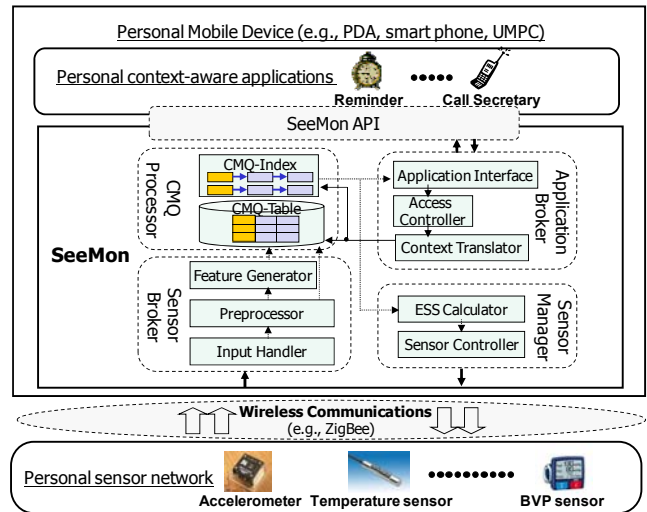 Personal Mobile Device (e.g., PDA, smart phone, UMPC)
Personal context-aware applications
Reminder
Call Secretary
SeeMon API
SeeMon
CMQ
Processor
CMQ-Index
CMQ-Table
Application Interface
Access
Controller
Context Translator
Application
Broker
Sensor
Broker
Feature Generator
Preprocessor
Input Handler
ESS Calculator
Sensor Controller
Sensor
Manager
Wireless Communications
(e.g., ZigBee)
Personal sensor network
Accelerometer
Temperature sensor
BVP sensor